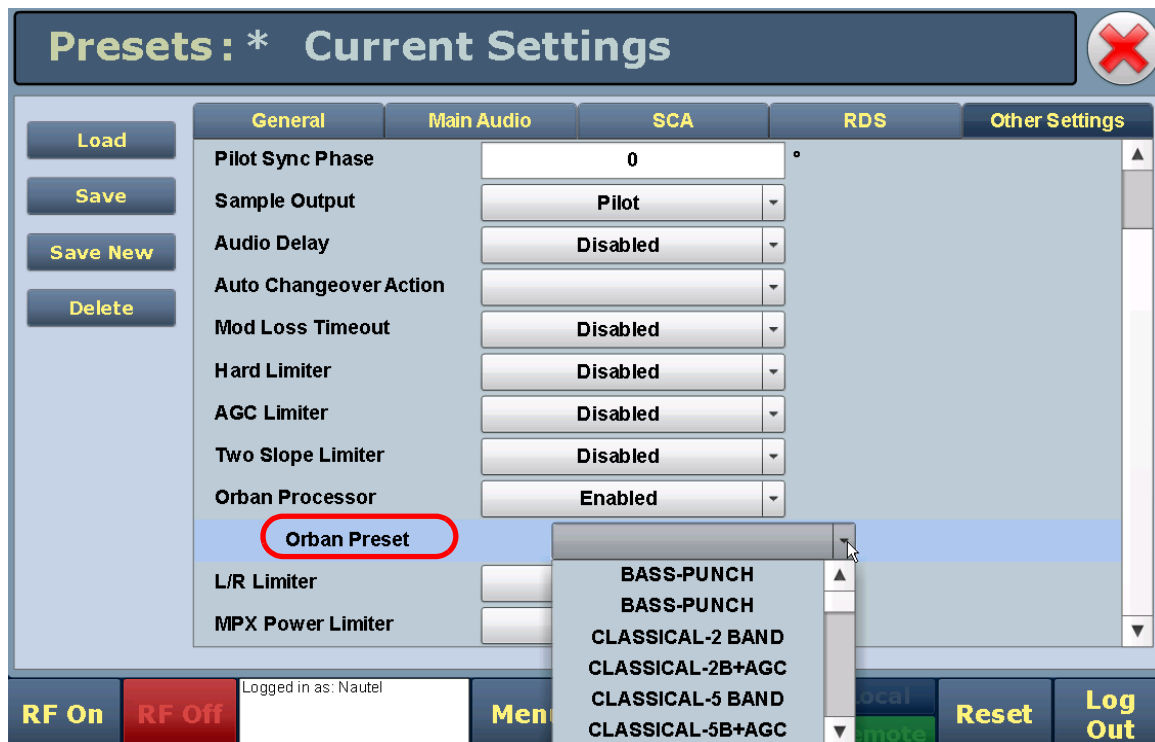 Presets: * Current Settings
General Main Audio SCA RDS Other Settings
Load
Save
Save New
Delete
Pilot Sync Phase 0 °
Sample Output Pilot
Audio Delay Disabled
Auto Changeover Action
Mod Loss Timeout Disabled
Hard Limiter Disabled
AGC Limiter Disabled
Two Slope Limiter Disabled
Orban Processor Enabled
Orban Preset
L/R Limiter
MPX Power Limiter
BASS-PUNCH
BASS-PUNCH
CLASSICAL-2 BAND
CLASSICAL-2B+AGC
CLASSICAL-5 BAND
CLASSICAL-5B+AGC
RF On
RF Off
Logged in as: Nautel
Men
ocal
emote
Reset
Log
Out